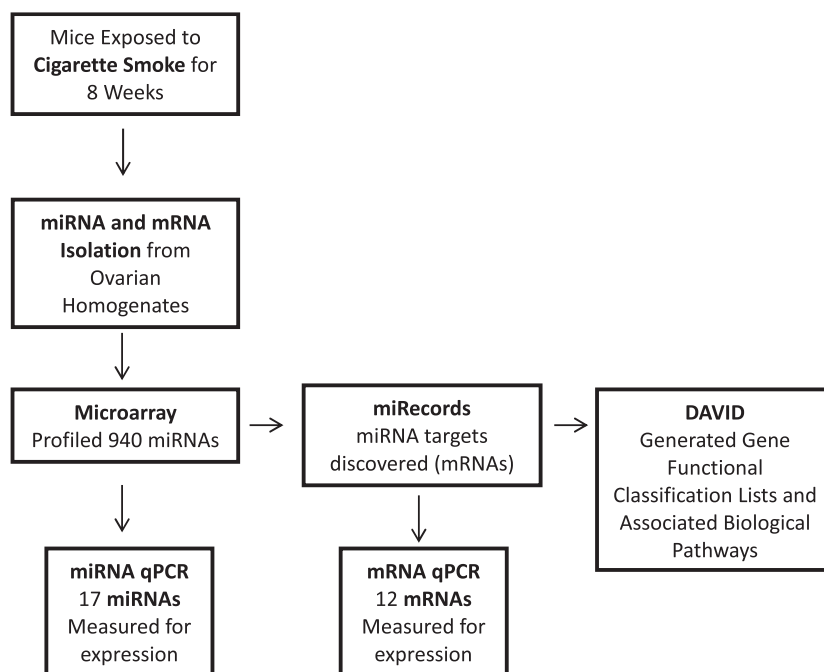 Mice Exposed to
Cigarette Smoke for
8 Weeks
miRNA and mRNA
Isolation from
Ovarian
Homogenates
Microarray
Profiled 940 miRNAs
miRecords
miRNA targets
discovered (mRNAs)
DAVID
Generated Gene
Functional
Classification Lists and
Associated Biological
Pathways
miRNA qPCR
17 miRNAs
Measured for
expression
mRNA qPCR
12 mRNAs
Measured for
expression